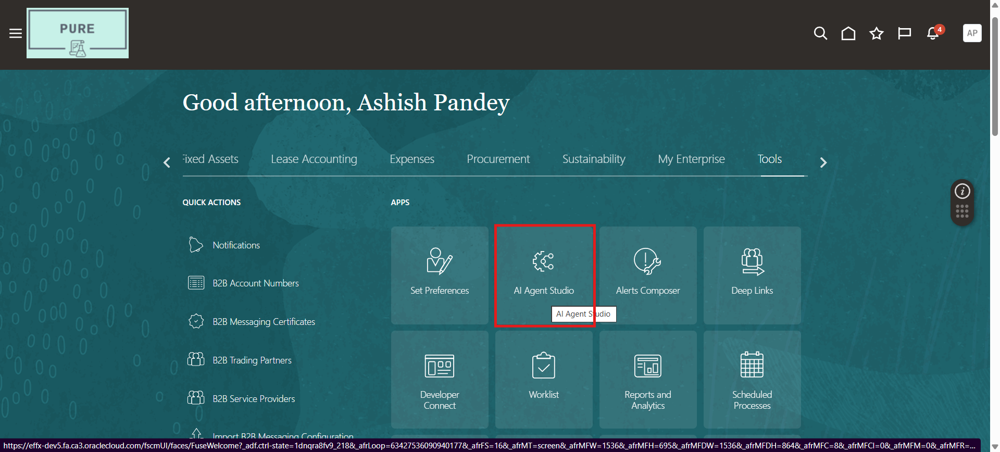 PURE
4
AP
Good afternoon, Ashish Pandey
Fixed Assets
Lease Accounting
Expenses
Procurement
Sustainability
My Enterprise
Tools
QUICK ACTIONS
Notifications
B2B Account Numbers
B2B Messaging Certificates
B2B Trading Partners
B2B Service Providers
Import B2B Messaging Configuration
APPS
Set Preferences
AI Agent Studio
AI Agent Studio
Alerts Composer
Deep Links
Developer
Connect
Worklist
Reports and
Analytics
Scheduled
Processes
https://effx-dev5.fa.ca3.oraclecloud.com/fscmUI/faces/FuseWelcome?_adf.ctrl-state=1dnqra8fv9_218&_afrLoop=63427536090940177&_afrFS=16&_afrMT=screen&_afrMFW=1536&_afrMFH=695&_afrMFDW=1536&_afrMFDH=864&_afrMFC=8&_afrMFCI=0&_afrMFM=0&_afrMFR=...